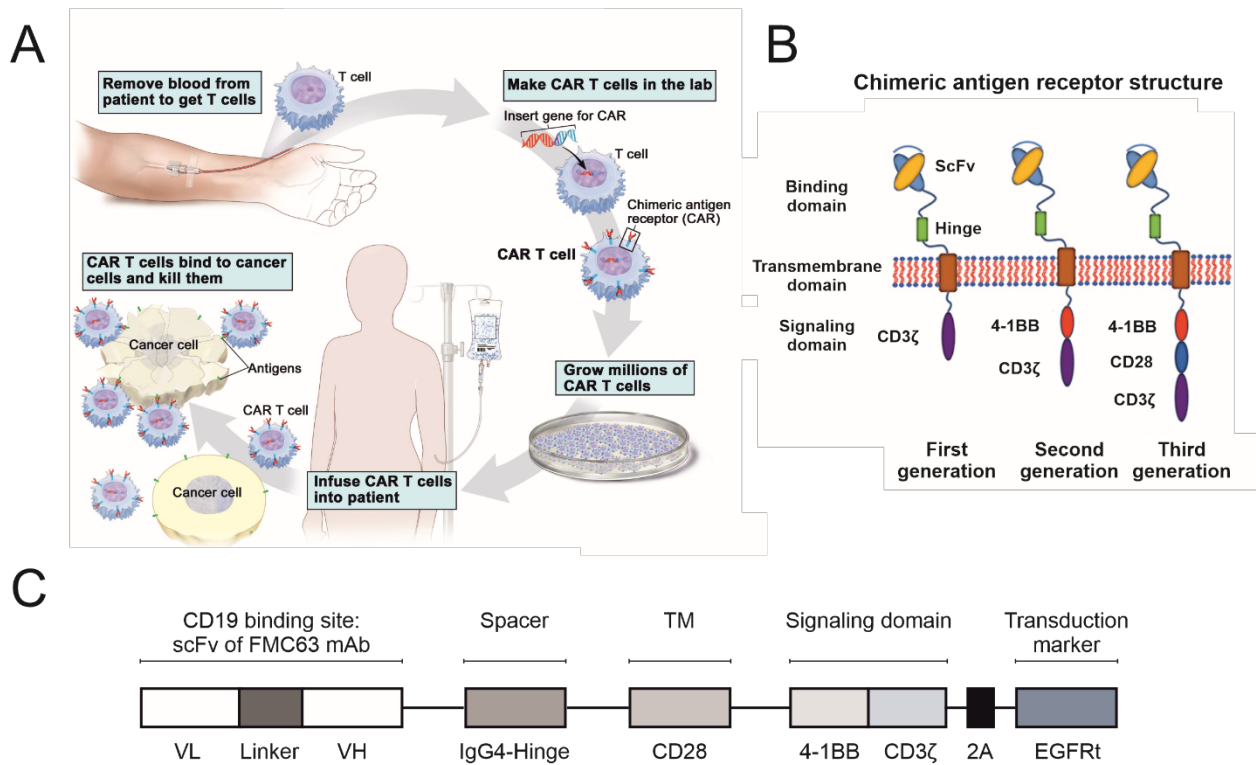 A
Remove blood from
patient to get T cells
T cell
Make CAR T cells in the lab
Insert gene for CAR
T cell
Chimeric antigen
receptor (CAR)
CAR T cell
CAR T cells bind to cancer
cells and kill them
Cancer cell
Antigens
CAR T cell
Cancer cell
Grow millions of
CAR T cells
Infuse CAR T cells
into patient
B
Chimeric antigen receptor structure
ScFv
Binding
domain
Hinge
Transmembrane
domain
Signaling
domain
CD3ζ
4-1BB
CD3ζ
4-1BB
CD28
CD3ζ
First
generation
Second
generation
Third
generation
C
CD19 binding site:
scFv of FMC63 mAb
Spacer
TM
Signaling domain
Transduction
marker
VL
Linker
VH
IgG4-Hinge
CD28
4-1BB
CD3ζ
2A
EGFRt